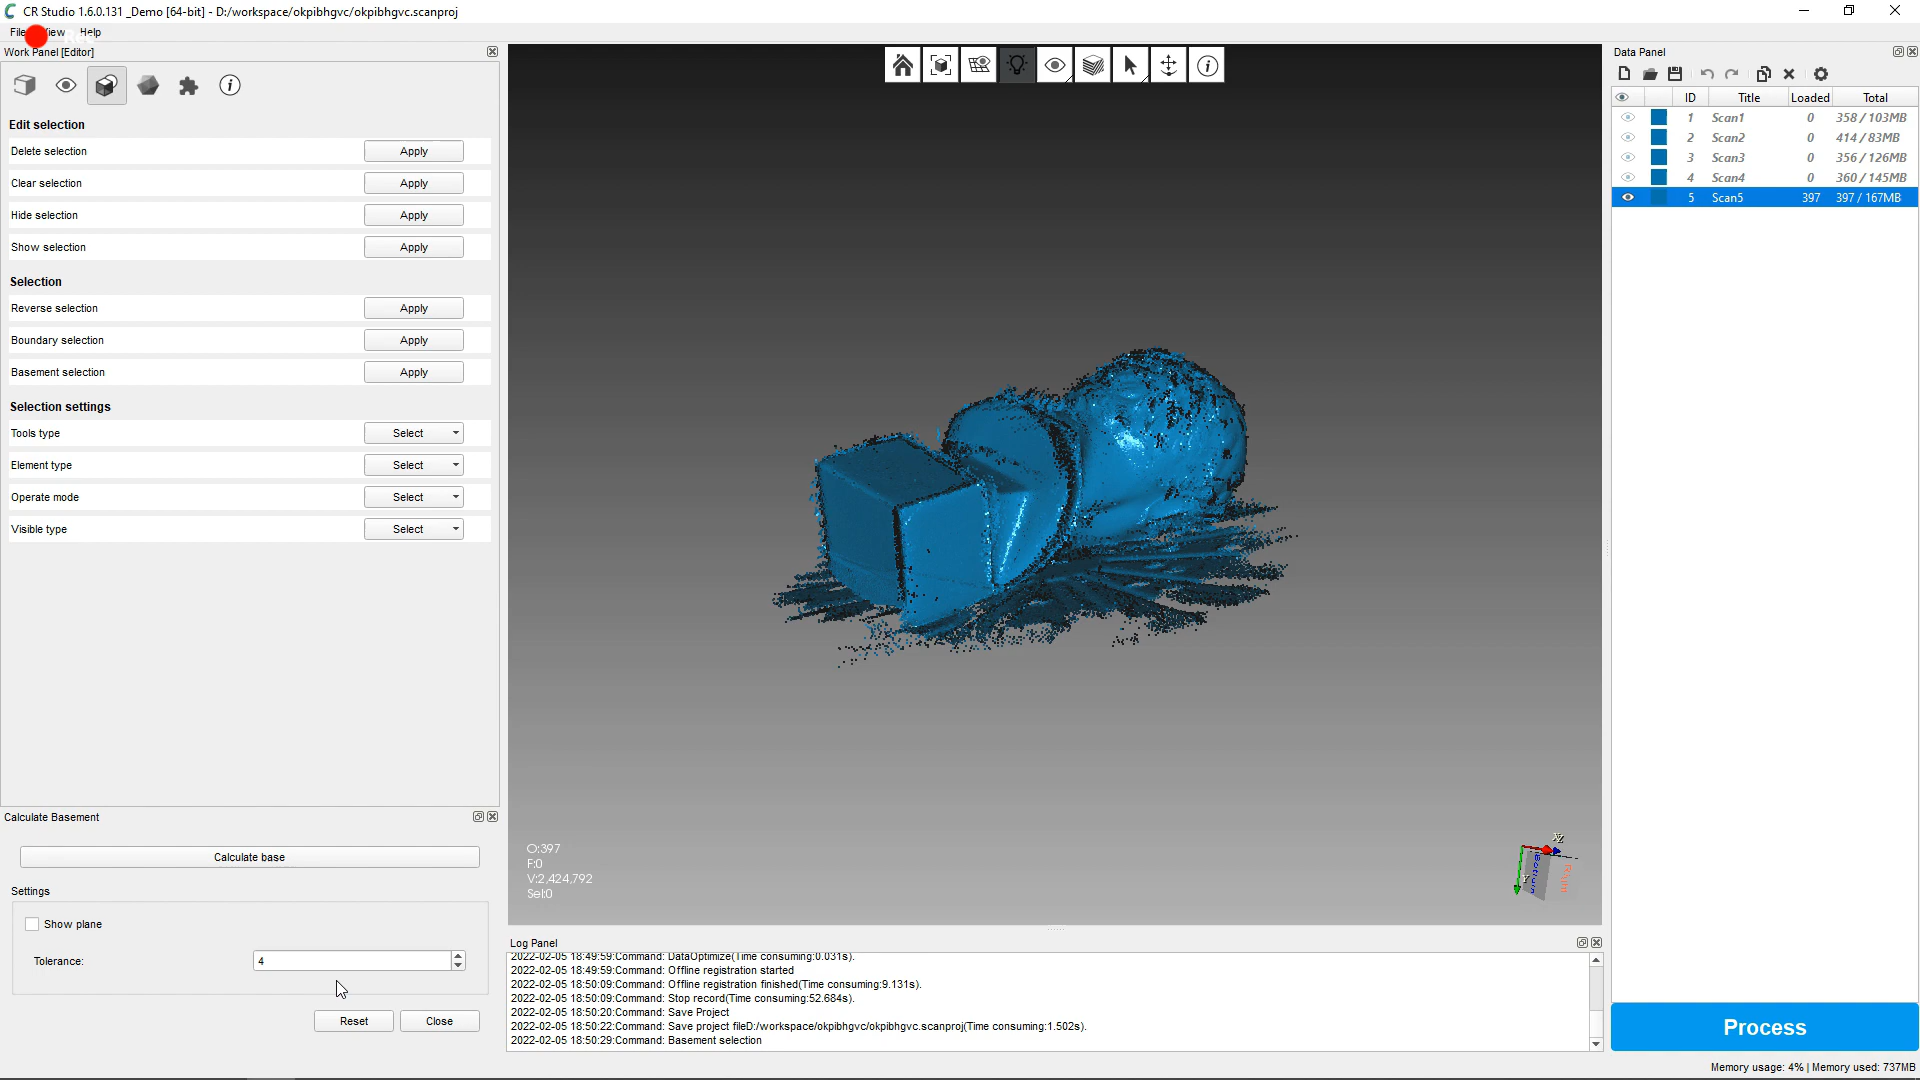 CR Studio 1.6.0.131 _Demo [64-bit] - D:/workspace/okpibhgvc/okpibhgvc.scanproj
File View Help
Work Panel [Editor]
Edit selection
Delete selection Apply
Clear selection Apply
Hide selection Apply
Show selection Apply
Selection
Reverse selection Apply
Boundary selection Apply
Basement selection Apply
Selection settings
Tools type Select
Element type Select
Operate mode Select
Visible type Select
Calculate Basement
Calculate base
Settings
Show plane
Tolerance: 4
Reset Close
O:397
F:0
V:2,424,792
Sel:0
Bottom
Right
Log Panel
2022-02-05 18:49:59:Command: DataOptimize(Time consuming:0.031s).
2022-02-05 18:49:59:Command: Offline registration started
2022-02-05 18:50:09:Command: Offline registration finished(Time consuming:9.131s).
2022-02-05 18:50:09:Command: Stop record(Time consuming:52.684s).
2022-02-05 18:50:20:Command: Save Project
2022-02-05 18:50:22:Command: Save project fileD:/workspace/okpibhgvc/okpibhgvc.scanproj(Time consuming:1.502s).
2022-02-05 18:50:29:Command: Basement selection
Data Panel
ID Title Loaded Total
1 Scan1 0 358 / 103MB
2 Scan2 0 414 / 83MB
3 Scan3 0 356 / 126MB
4 Scan4 0 360 / 145MB
5 Scan5 397 397 / 167MB
Process
Memory usage: 4% | Memory used: 737MB